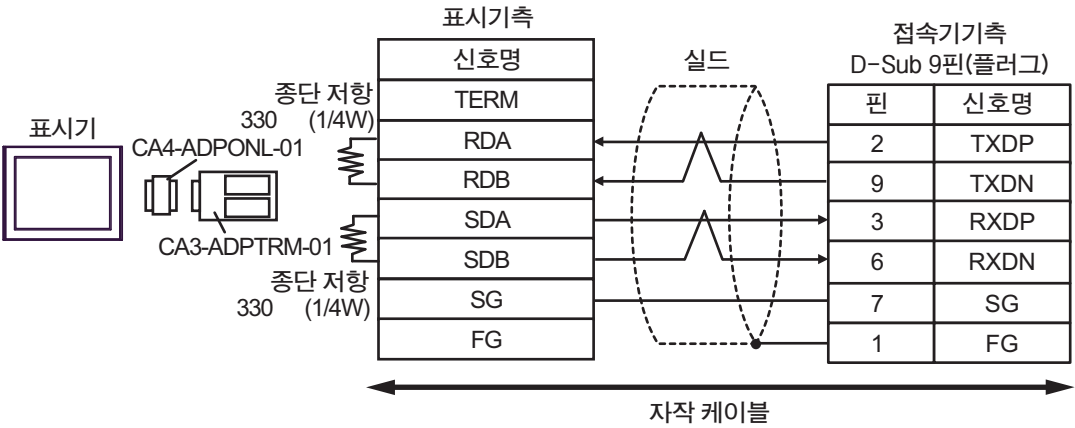 표시기측
접속기기측
D-Sub 9핀(플러그)
신호명
실드
핀 신호명
종단 저항
330 (1/4W)
TERM
표시기
CA4-ADPONL-01
RDA
2 TXDP
RDB
9 TXDN
SDA
3 RXDP
CA3-ADPTRM-01
SDB
6 RXDN
종단 저항
330 (1/4W)
SG
7 SG
FG
1 FG
자작 케이블